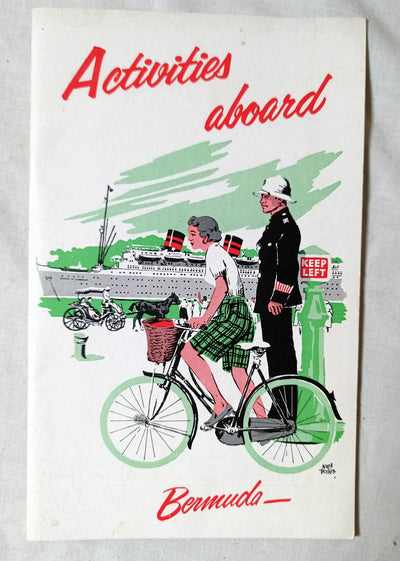 Activities
aboard
KEEP
LEFT
Bermuda—